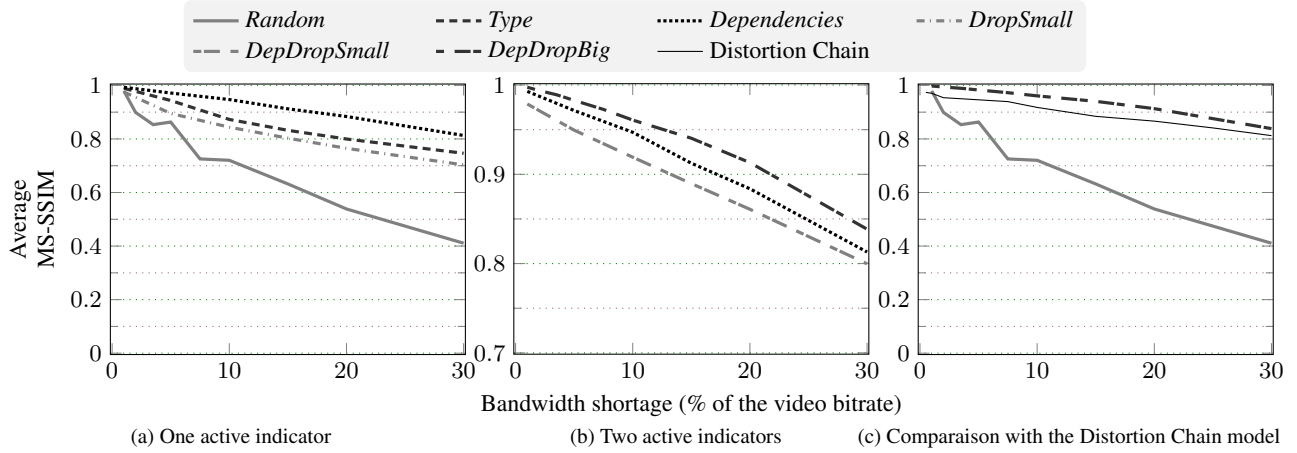 Random Type Dependencies DropSmall
DepDropSmall DepDropBig Distortion Chain
Average
MS-SSIM
1
0.8
0.6
0.4
0.2
0
0 10 20 30
1
0.9
0.8
0.7
0 10 20 30
1
0.8
0.6
0.4
0.2
0
0 10 20 30
Bandwidth shortage (% of the video bitrate)
(a) One active indicator
(b) Two active indicators
(c) Comparaison with the Distortion Chain model